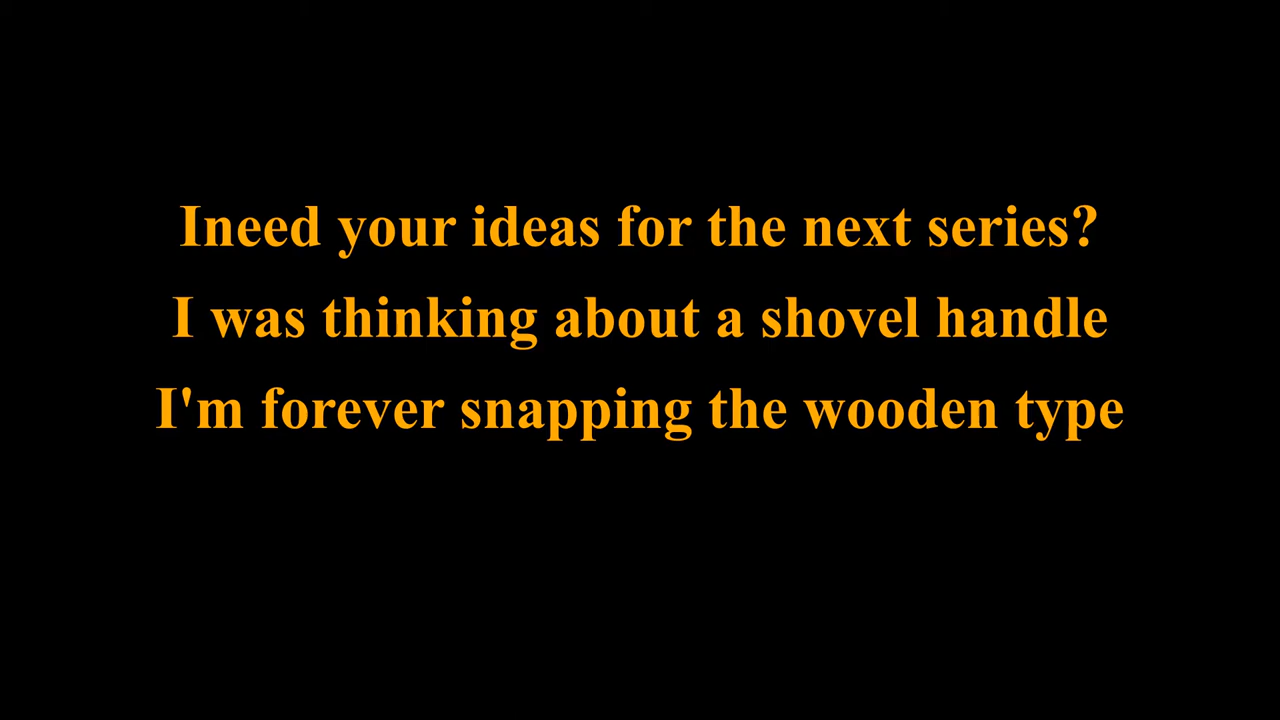 Ineed your ideas for the next series?
I was thinking about a shovel handle
I'm forever snapping the wooden type